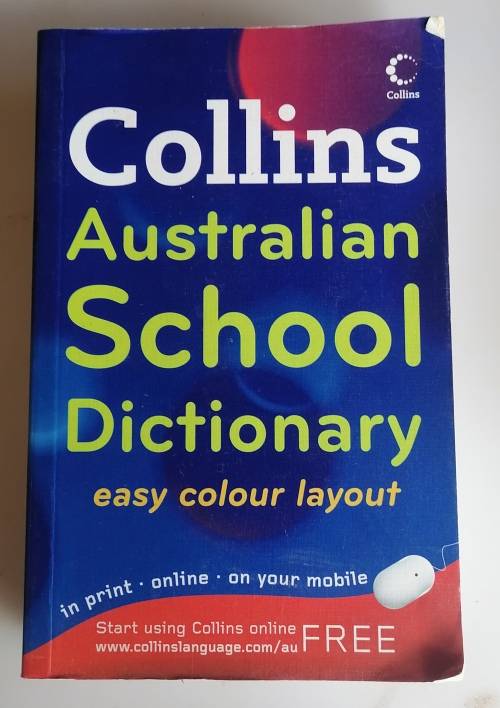 Collins
Collins
Australian
School
Dictionary
easy colour layout
in print · online · on your mobile
Start using Collins online FREE
www.collinslanguage.com/au